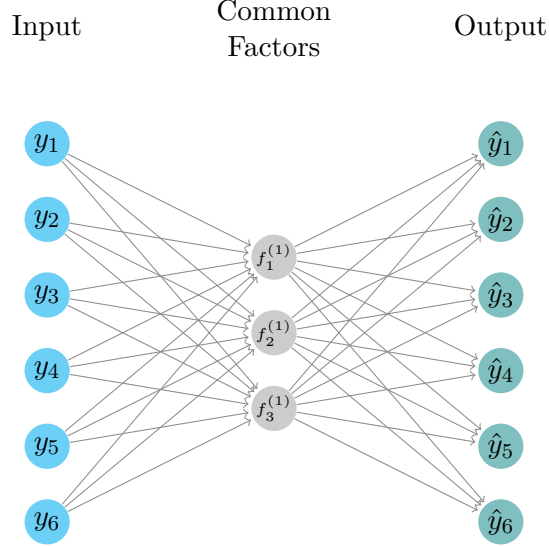 Input
Common
Factors
Output
y₁
y₂
y₃
y₄
y₅
y₆
f₁⁽¹⁾
f₂⁽¹⁾
f₃⁽¹⁾
ŷ₁
ŷ₂
ŷ₃
ŷ₄
ŷ₅
ŷ₆